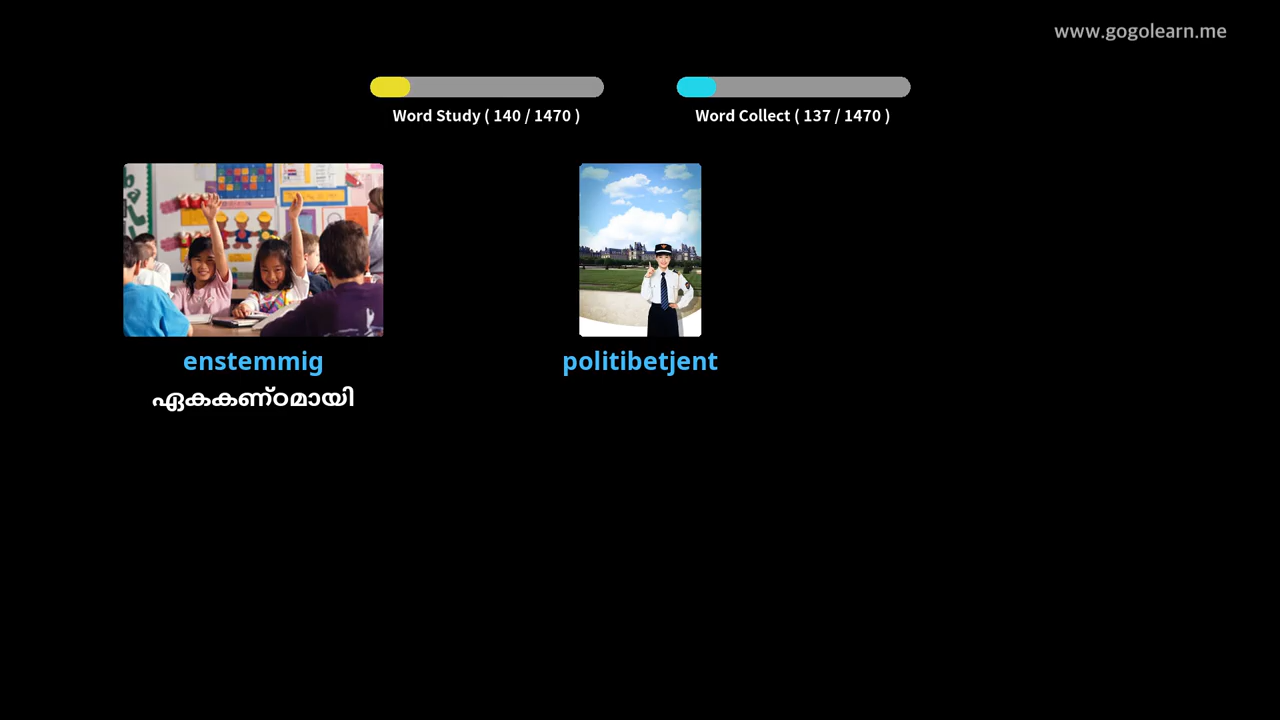 www.gogolearn.me
Word Study ( 140 / 1470 )
Word Collect ( 137 / 1470 )
enstemmig
politibetjent
ഏകകണ്ഠമായി